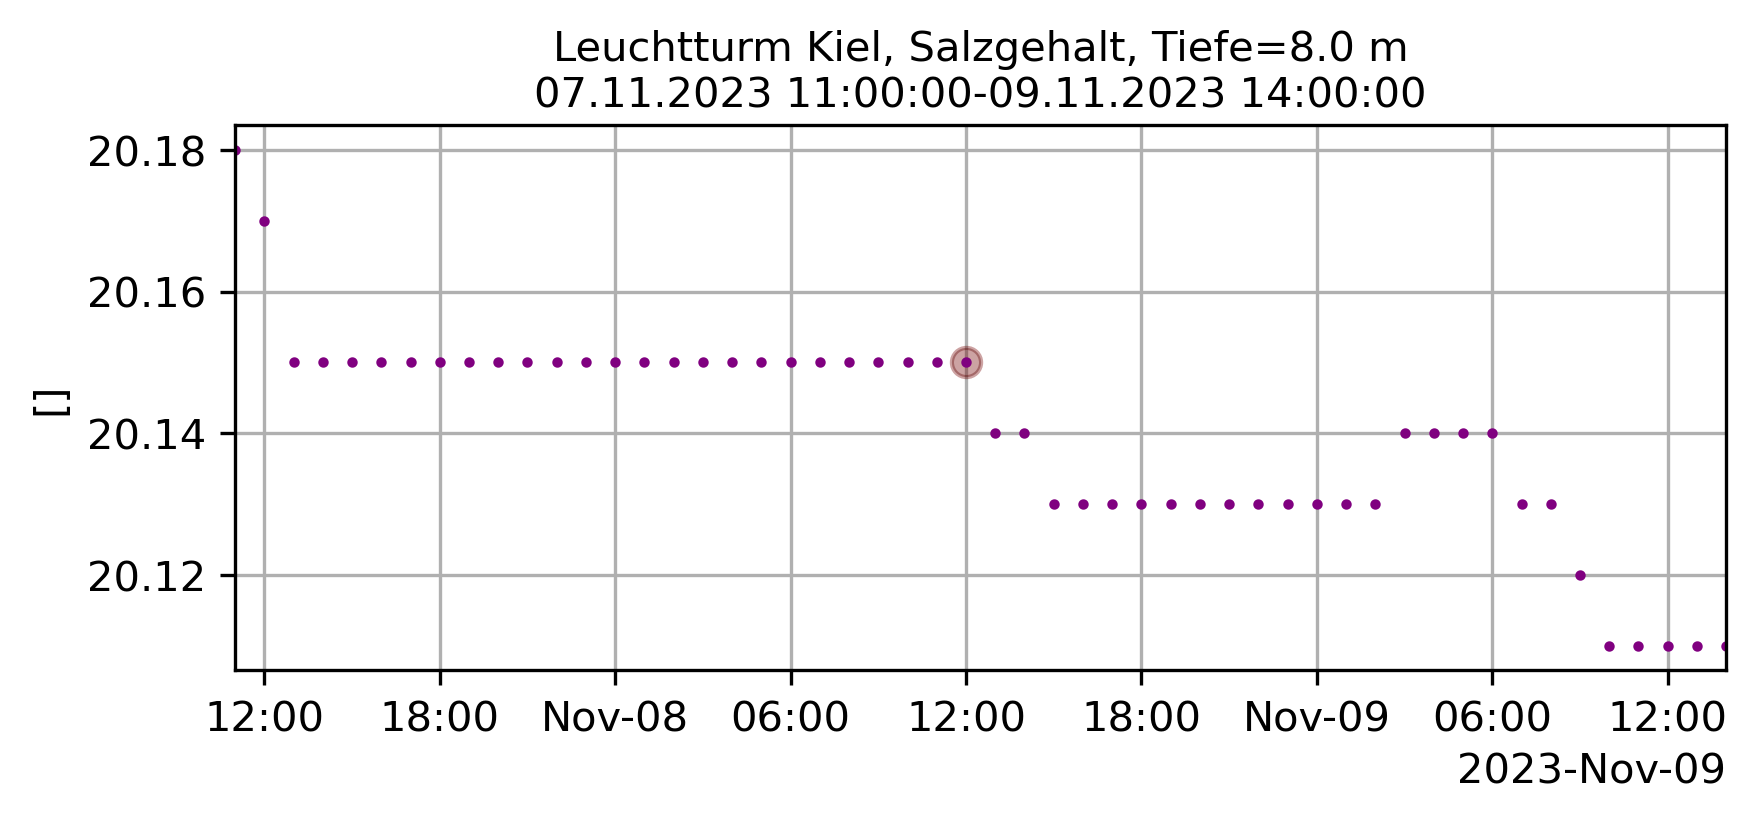 Leuchtturm Kiel, Salzgehalt, Tiefe=8.0 m
07.11.2023 11:00:00-09.11.2023 14:00:00
20.18
20.16
20.14
20.12
[]
12:00 18:00 Nov-08 06:00 12:00 18:00 Nov-09 06:00 12:00
2023-Nov-09